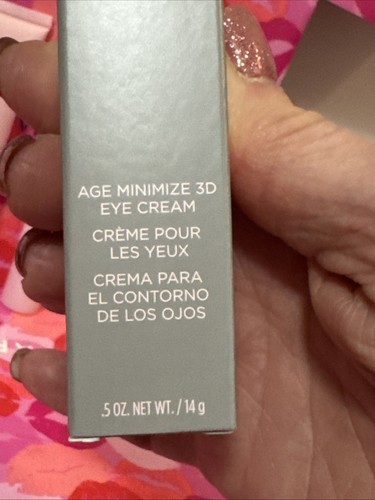 AGE MINIMIZE 3D
EYE CREAM
CRÈME POUR
LES YEUX
CREMA PARA
EL CONTORNO
DE LOS OJOS
.5 OZ. NET WT. / 14 g